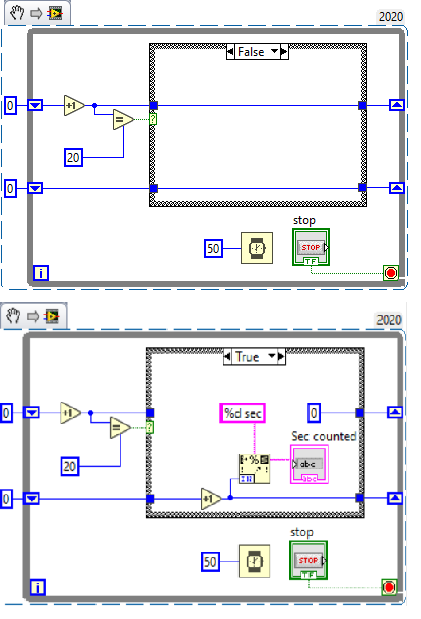 2020
False
0
+1
=
?
20
0
stop
50
STOP
TF
i
2020
True
0
+1
=
?
%d sec
0
Sec counted
20
abc
abc
0
+1
stop
50
STOP
TF
i